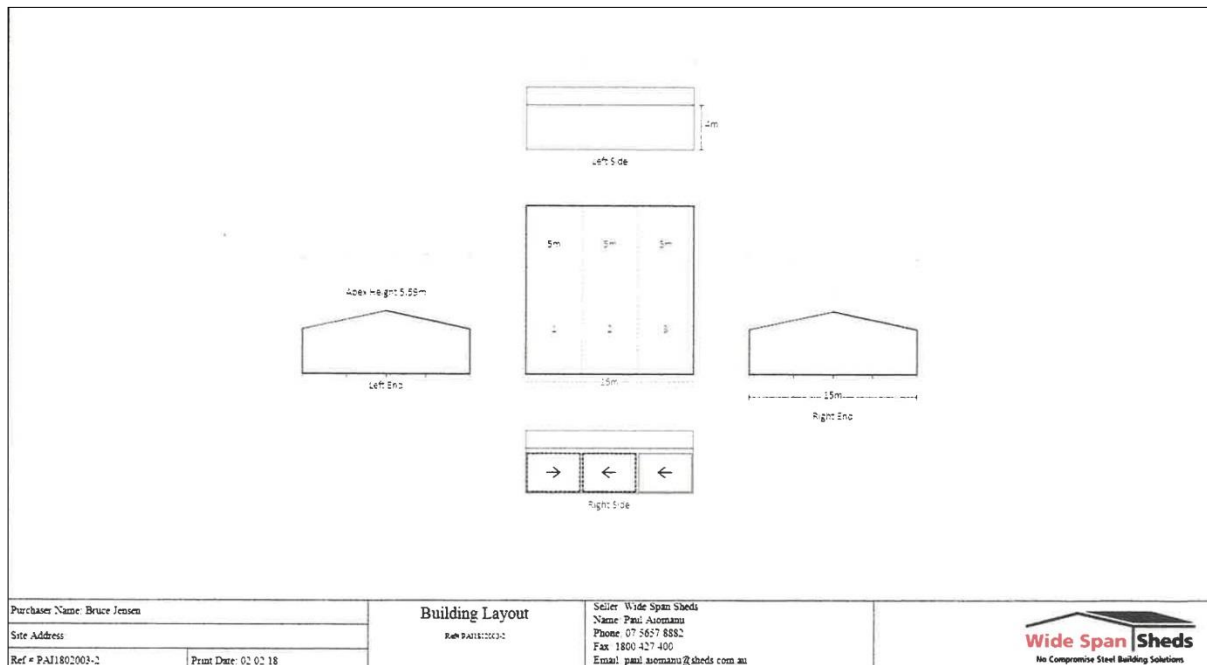 4m
Left Side
5m 5m 5m
Apex Height 5.59m
1 2 3
Left End
15m
15m
Right End
Right Side
Purchaser Name: Bruce Jensen
Site Address
Ref # PAJ1802003-2
Print Date: 02 02 18
Building Layout
Ref# PAJ1802003-2
Seller Wide Span Sheds
Name Paul Asomanu
Phone 07 5657 8882
Fax 1800 427 400
Email paul asomanu@sheds com au
Wide Span Sheds
No Compromise Steel Building Solutions